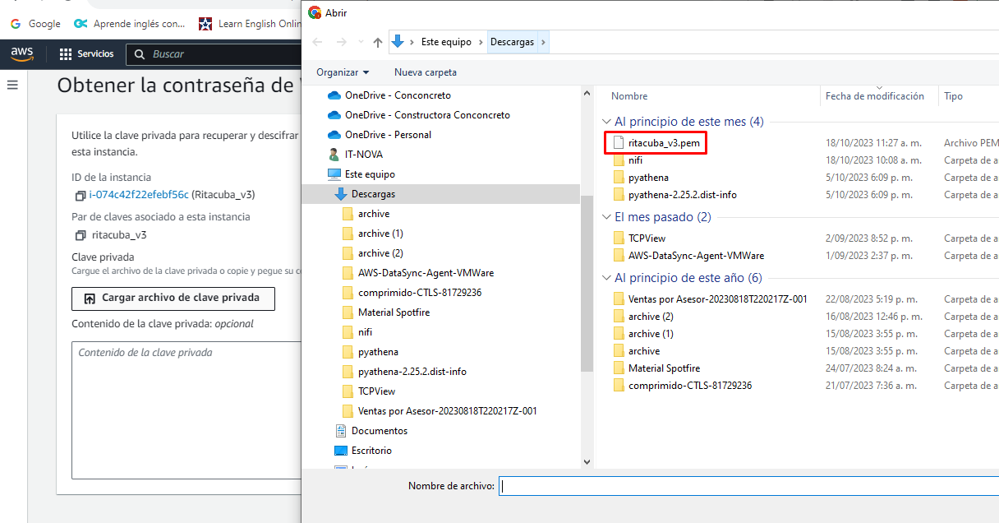 Google
Aprende inglés con...
Learn English Onlin
aws
Servicios
Buscar
Obtener la contraseña de
Utilice la clave privada para recuperar y descifrar
esta instancia.
ID de la instancia
i-074c42f22efebf56c (Ritacuba_v3)
Par de claves asociado a esta instancia
ritacuba_v3
Clave privada
Cargue el archivo de la clave privada o copie y pegue su c
Cargar archivo de clave privada
Contenido de la clave privada: opcional
Contenido de la clave privada
Abrir
Este equipo
Descargas
Organizar
Nueva carpeta
OneDrive - Conconcreto
OneDrive - Constructora Conconcreto
OneDrive - Personal
IT-NOVA
Este equipo
Descargas
archive
archive (1)
archive (2)
AWS-DataSync-Agent-VMWare
comprimido-CTLS-81729236
Material Spotfire
nifi
pyathena
pyathena-2.25.2.dist-info
TCPView
Ventas por Asesor-20230818T220217Z-001
Documentos
Escritorio
Nombre Fecha de modificación Tipo
Al principio de este mes (4)
ritacuba_v3.pem 18/10/2023 11:27 a. m. Archivo PEM
nifi 18/10/2023 10:08 a. m. Carpeta de a
pyathena 5/10/2023 6:09 p. m. Carpeta de a
pyathena-2.25.2.dist-info 5/10/2023 6:09 p. m. Carpeta de a
El mes pasado (2)
TCPView 2/09/2023 8:52 p. m. Carpeta de a
AWS-DataSync-Agent-VMWare 1/09/2023 2:37 p. m. Carpeta de a
Al principio de este año (6)
Ventas por Asesor-20230818T220217Z-001 22/08/2023 5:19 p. m. Carpeta de a
archive (2) 16/08/2023 12:46 p. m. Carpeta de a
archive (1) 15/08/2023 3:55 p. m. Carpeta de a
archive 15/08/2023 3:55 p. m. Carpeta de a
Material Spotfire 24/07/2023 8:24 a. m. Carpeta de a
comprimido-CTLS-81729236 21/07/2023 7:36 a. m. Carpeta de a
Nombre de archivo: